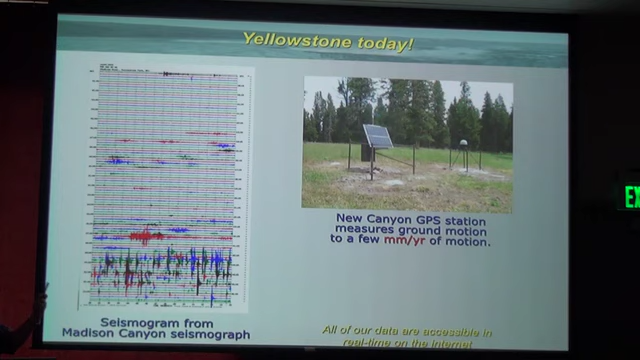 Yellowstone today!
New Canyon GPS station
measures ground motion
to a few mm/yr of motion.
Seismogram from
Madison Canyon seismograph
All of our data are accessible in
real-time on the internet
EX